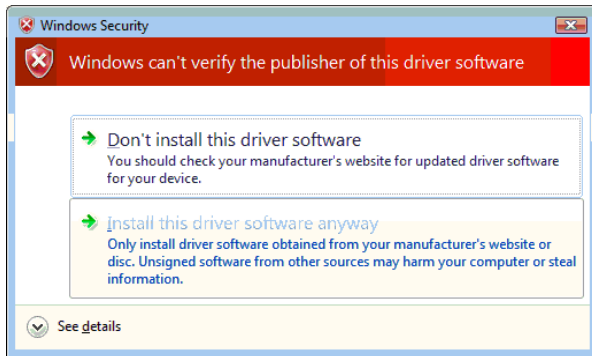 Windows Security
Windows can't verify the publisher of this driver software
Don't install this driver software
You should check your manufacturer's website for updated driver software
for your device.
Install this driver software anyway
Only install driver software obtained from your manufacturer's website or
disc. Unsigned software from other sources may harm your computer or steal
information.
See details